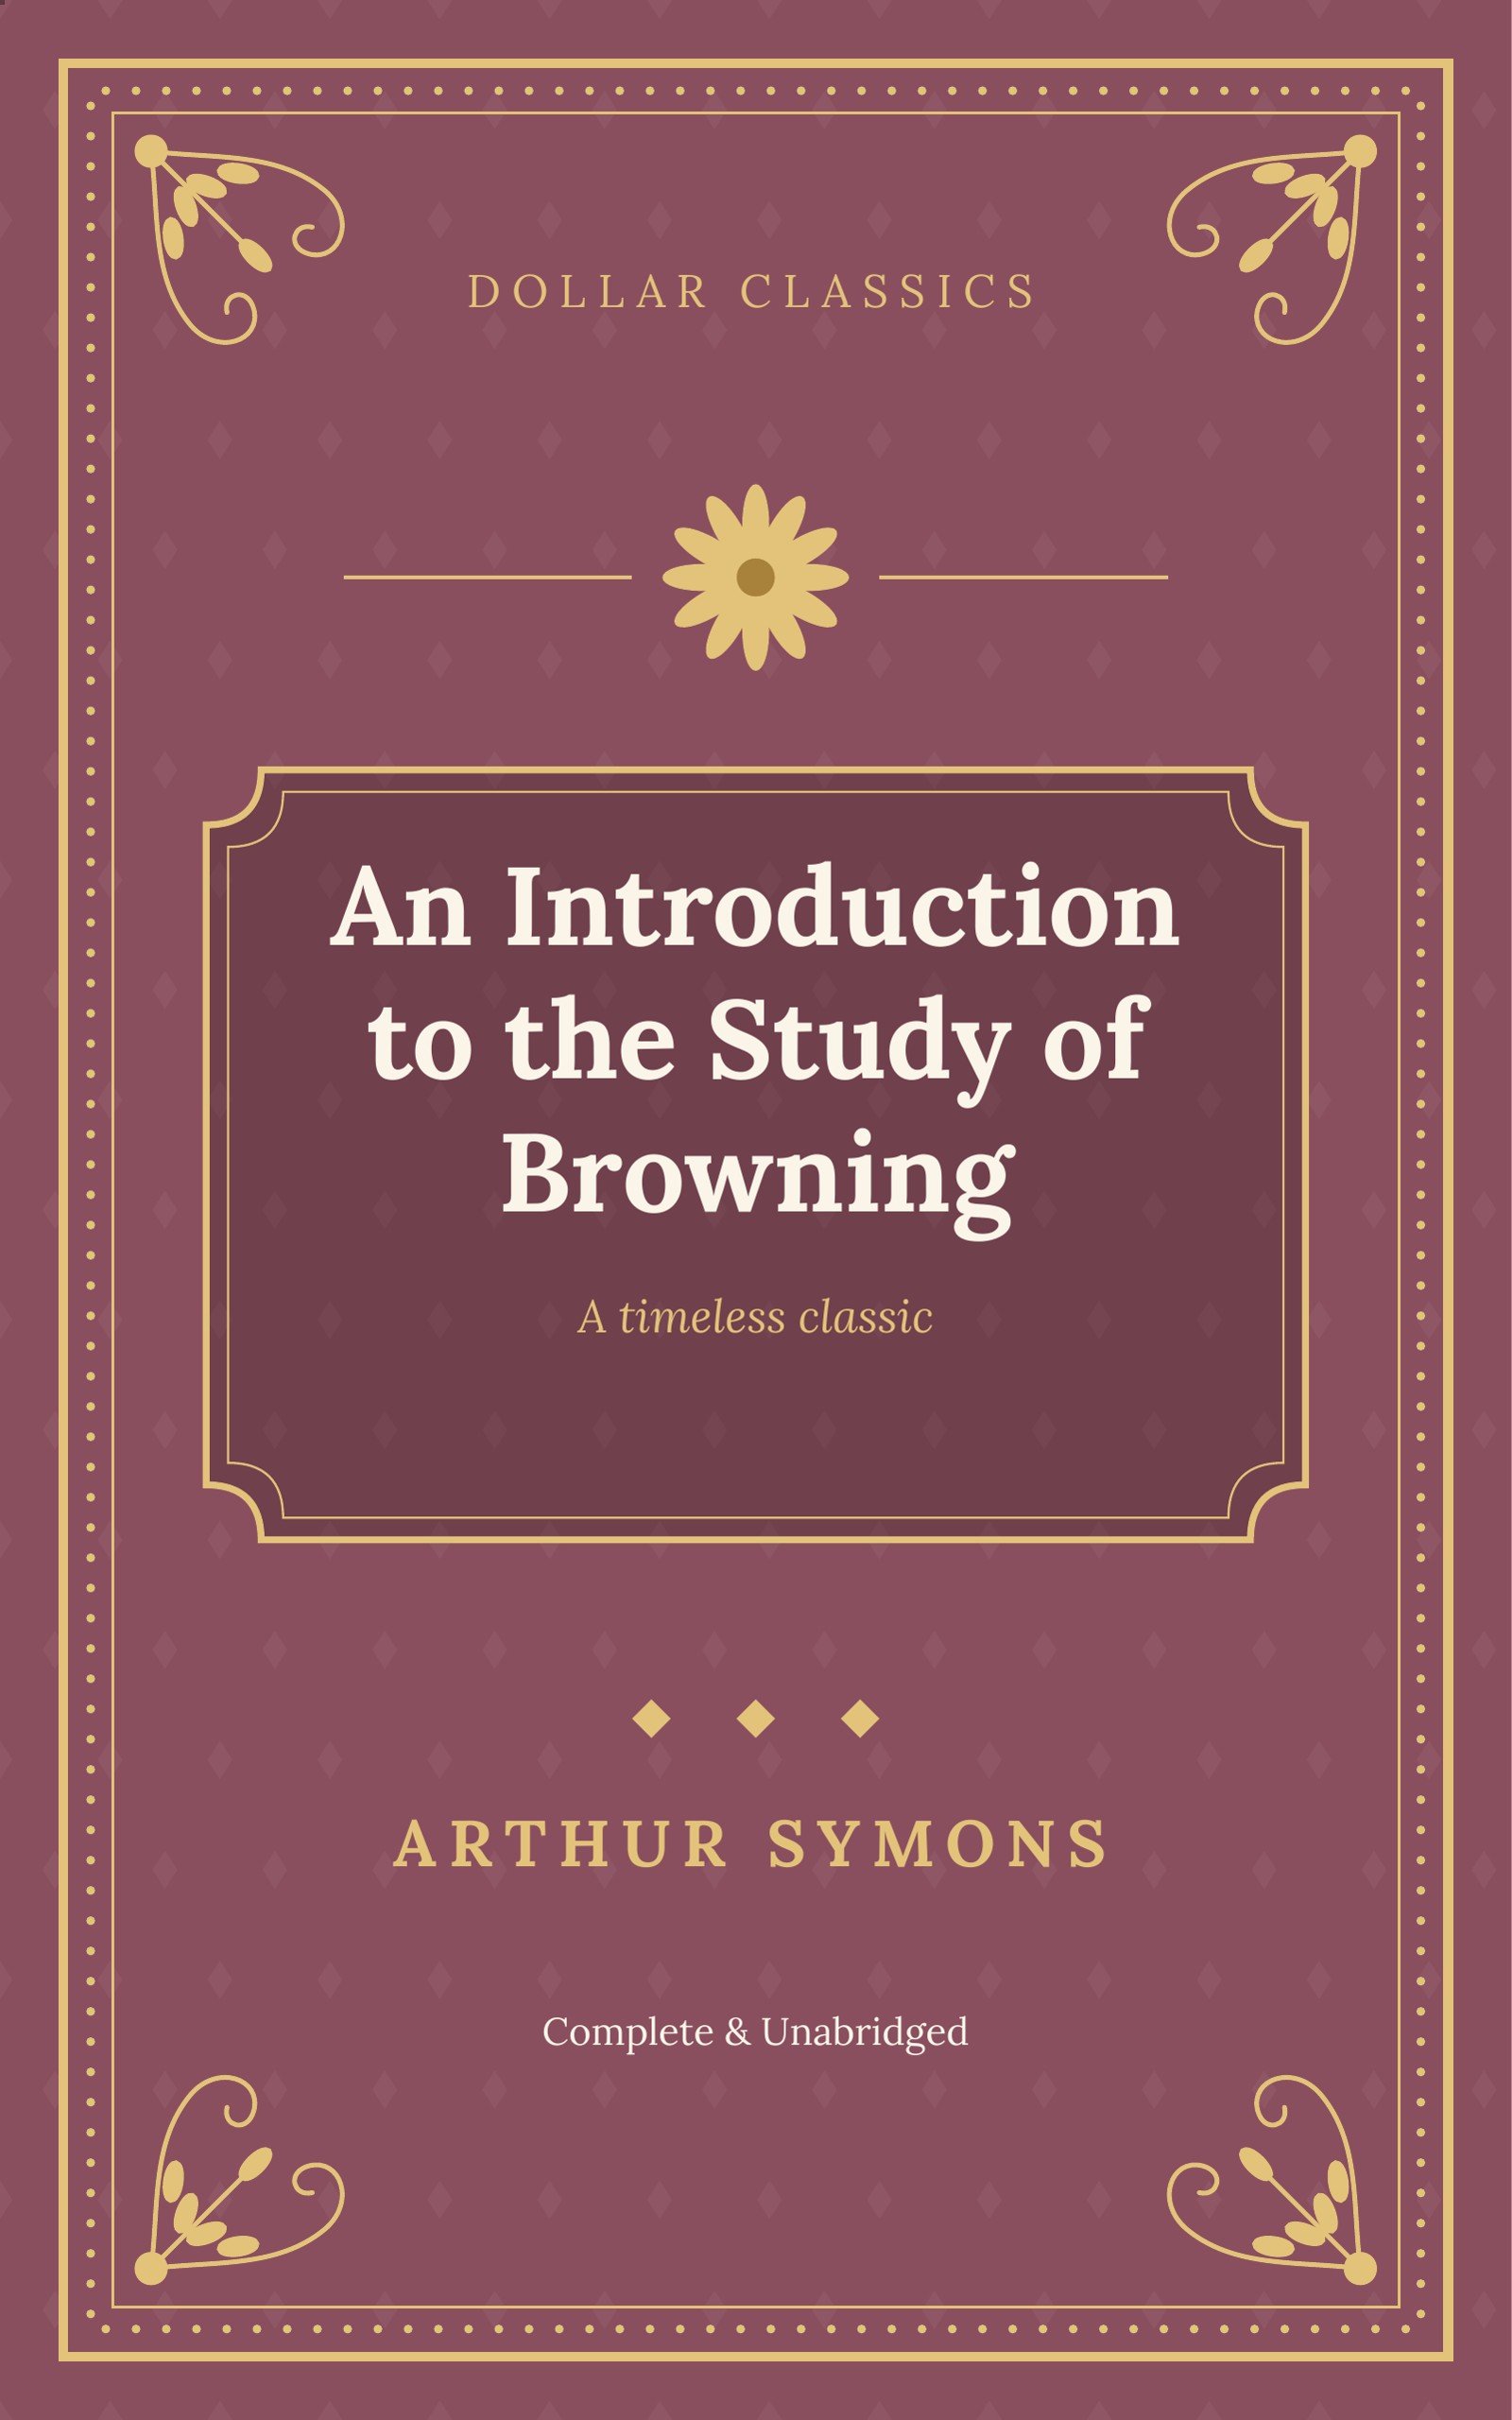 DOLLAR CLASSICS
An Introduction
to the Study of
Browning
A timeless classic
ARTHUR SYMONS
Complete & Unabridged